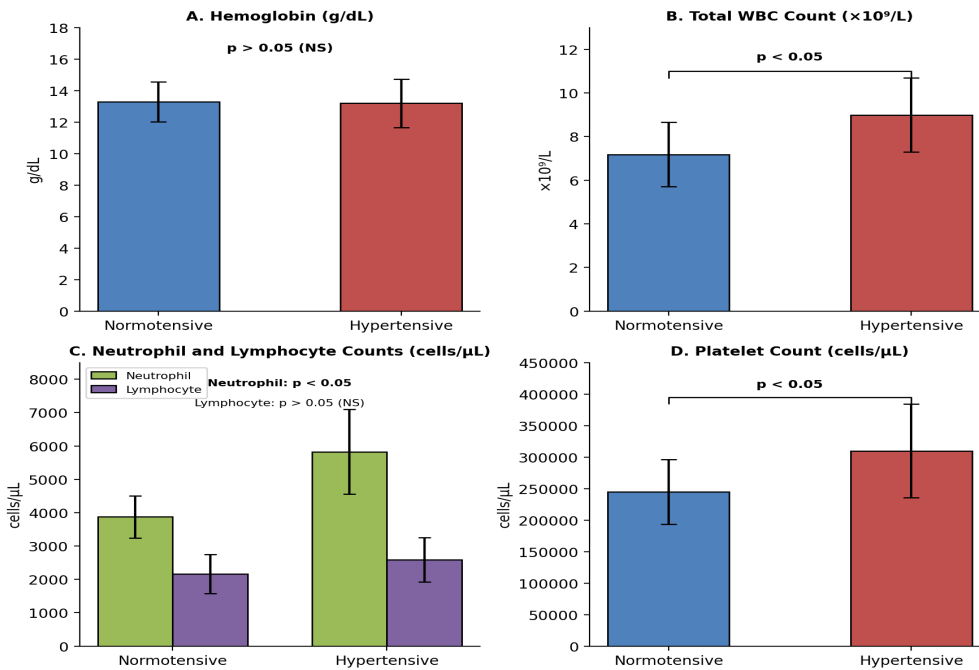 A. Hemoglobin (g/dL)
p > 0.05 (NS)
18
16
14
12
10
8
6
4
2
0
g/dL
Normotensive
Hypertensive
B. Total WBC Count (×10⁹/L)
p < 0.05
12
10
8
6
4
2
0
×10⁹/L
Normotensive
Hypertensive
C. Neutrophil and Lymphocyte Counts (cells/μL)
Neutrophil
Lymphocyte
Neutrophil: p < 0.05
Lymphocyte: p > 0.05 (NS)
8000
7000
6000
5000
4000
3000
2000
1000
0
cells/μL
Normotensive
Hypertensive
D. Platelet Count (cells/μL)
p < 0.05
450000
400000
350000
300000
250000
200000
150000
100000
50000
0
cells/μL
Normotensive
Hypertensive